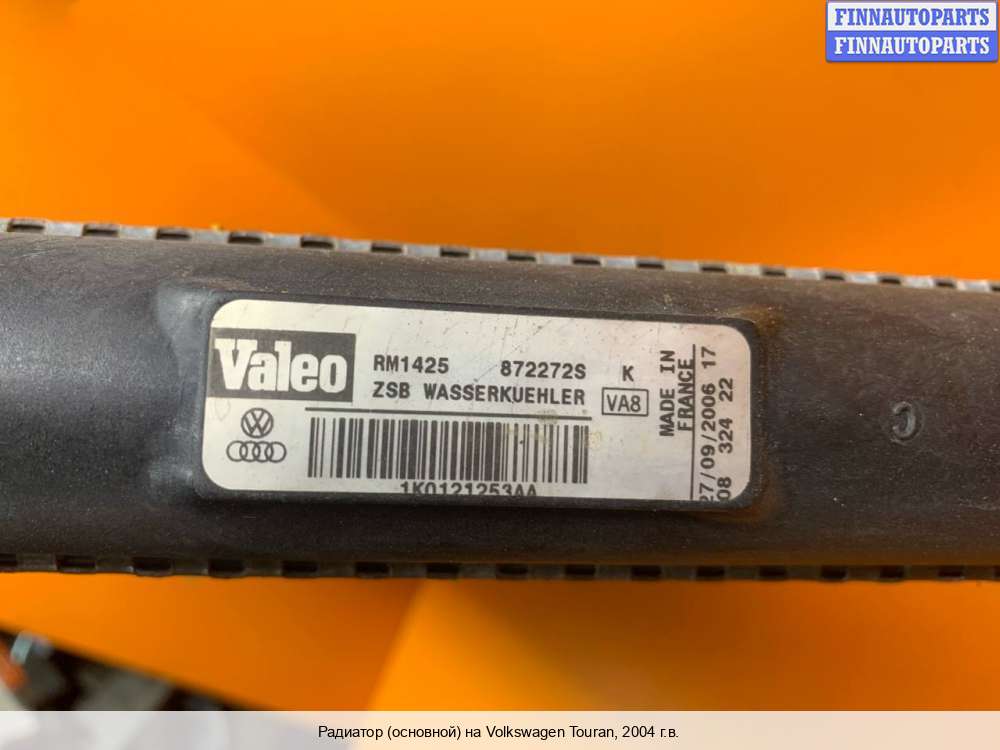 FINNAUTOPARTS
FINNAUTOPARTS
Valeo
RM1425 872272S K
ZSB WASSERKUEHLER VA8
1K0121253AA
MADE IN
FRANCE
27/09/2006 17
08 324 22
Радиатор (основной) на Volkswagen Touran, 2004 г.в.